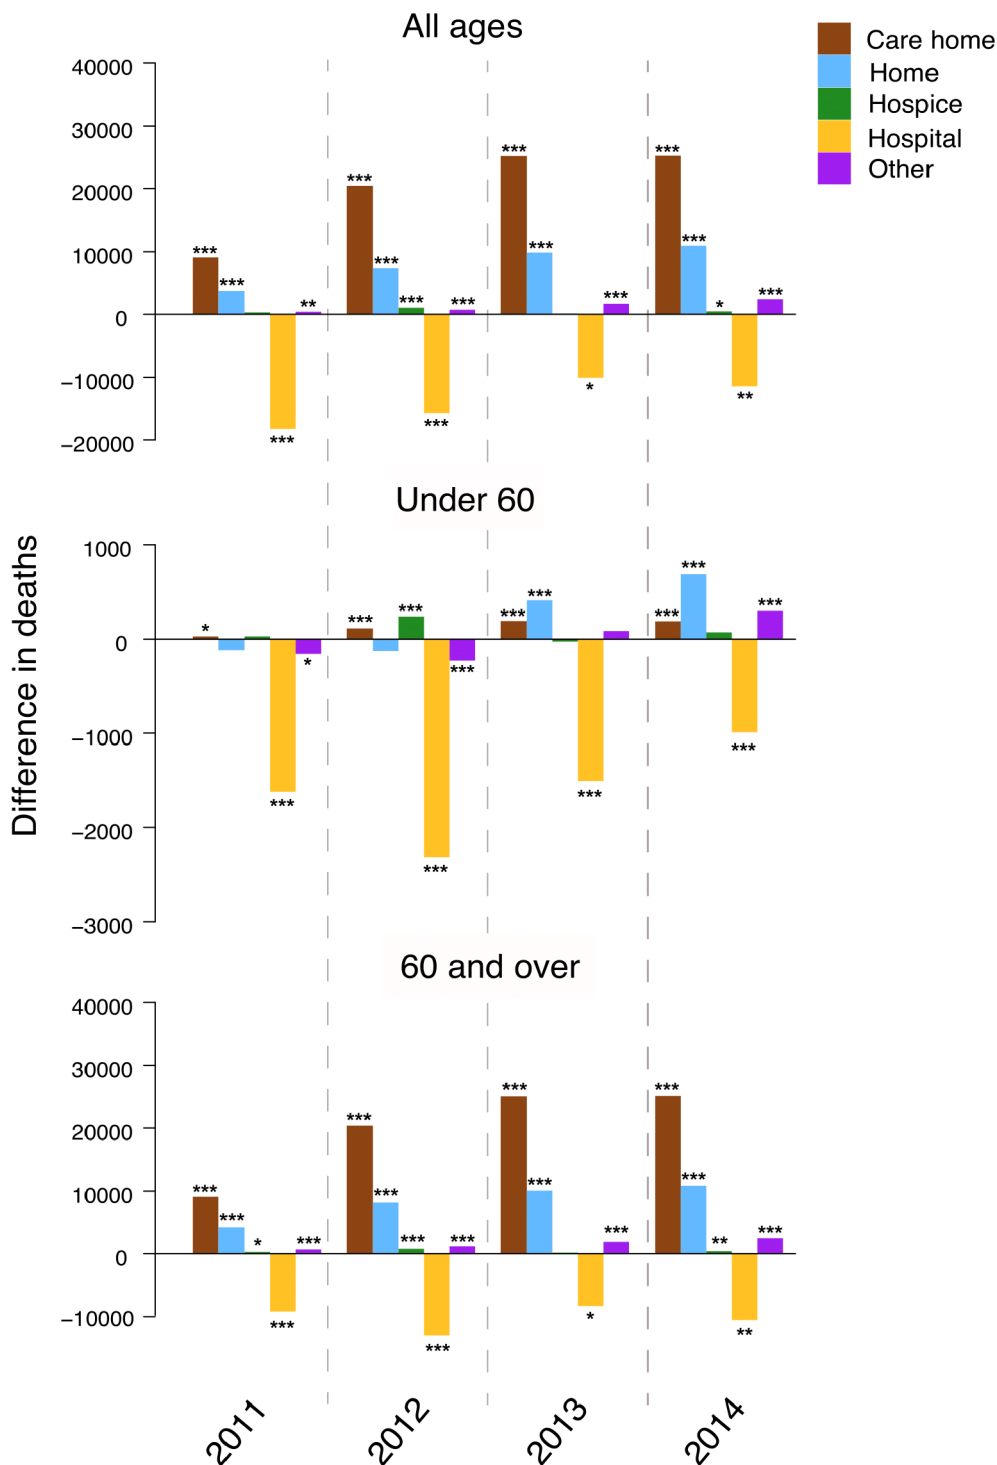 All ages
Care home
Home
Hospice
Hospital
Other
40000
30000
20000
10000
0
−10000
−20000
*** *** ** ***
*** *** *** *** ***
*** *** *** *
*** *** * *** **
Difference in deaths
Under 60
1000
0
−1000
−2000
−3000
* * ***
*** *** *** ***
*** *** ***
*** *** *** ***
60 and over
40000
30000
20000
10000
0
−10000
*** *** * *** ***
*** *** *** *** ***
*** *** *** *
*** *** ** *** **
2011
2012
2013
2014